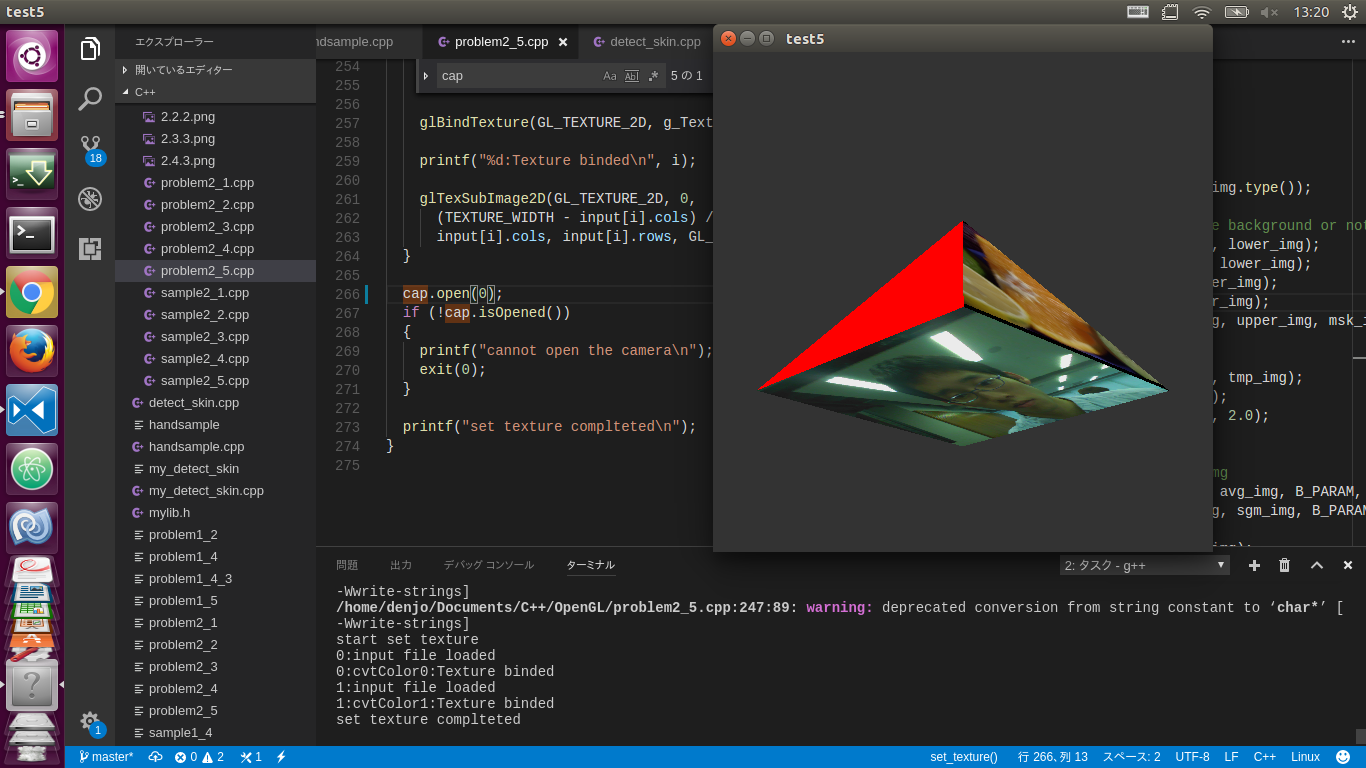 test5
13:20
エクスプローラー
開いているエディター
C++
2.2.2.png
2.3.3.png
2.4.3.png
problem2_1.cpp
problem2_2.cpp
problem2_3.cpp
problem2_4.cpp
problem2_5.cpp
sample2_1.cpp
sample2_2.cpp
sample2_3.cpp
sample2_4.cpp
sample2_5.cpp
detect_skin.cpp
handsample
handsample.cpp
my_detect_skin
my_detect_skin.cpp
mylib.h
problem1_2
problem1_4
problem1_4_3
problem1_5
problem2_1
problem2_2
problem2_3
problem2_4
problem2_5
sample1_4
18
1
ndsample.cpp problem2_5.cpp detect_skin.cpp
cap Aa Abl .* 5 の 1
254
255
256
257 glBindTexture(GL_TEXTURE_2D, g_Text
258
259 printf("%d:Texture binded\n", i);
260
261 glTexSubImage2D(GL_TEXTURE_2D, 0,
262 (TEXTURE_WIDTH - input[i].cols) /
263 input[i].cols, input[i].rows, GL_
264 }
265
266 cap.open(0);
267 if (!cap.isOpened())
268 {
269 printf("cannot open the camera\n");
270 exit(0);
271 }
272
273 printf("set texture complteted\n");
274 }
275
test5
img.type());
e background or not
, lower_img);
lower_img);
er_img);
r_img);
g, upper_img, msk_i
, tmp_img);
);
, 2.0);
mg
avg_img, B_PARAM,
g, sgm_img, B_PARAM
img);
問題 出力 デバッグ コンソール ターミナル 2: タスク - g++
-Wwrite-strings]
/home/denjo/Documents/C++/OpenGL/problem2_5.cpp:247:89: warning: deprecated conversion from string constant to ‘char*’ [
-Wwrite-strings]
start set texture
0:input file loaded
0:cvtColor0:Texture binded
1:input file loaded
1:cvtColor1:Texture binded
set texture complteted
master* 0 2 1 set_texture() 行 266、列 13 スペース: 2 UTF-8 LF C++ Linux